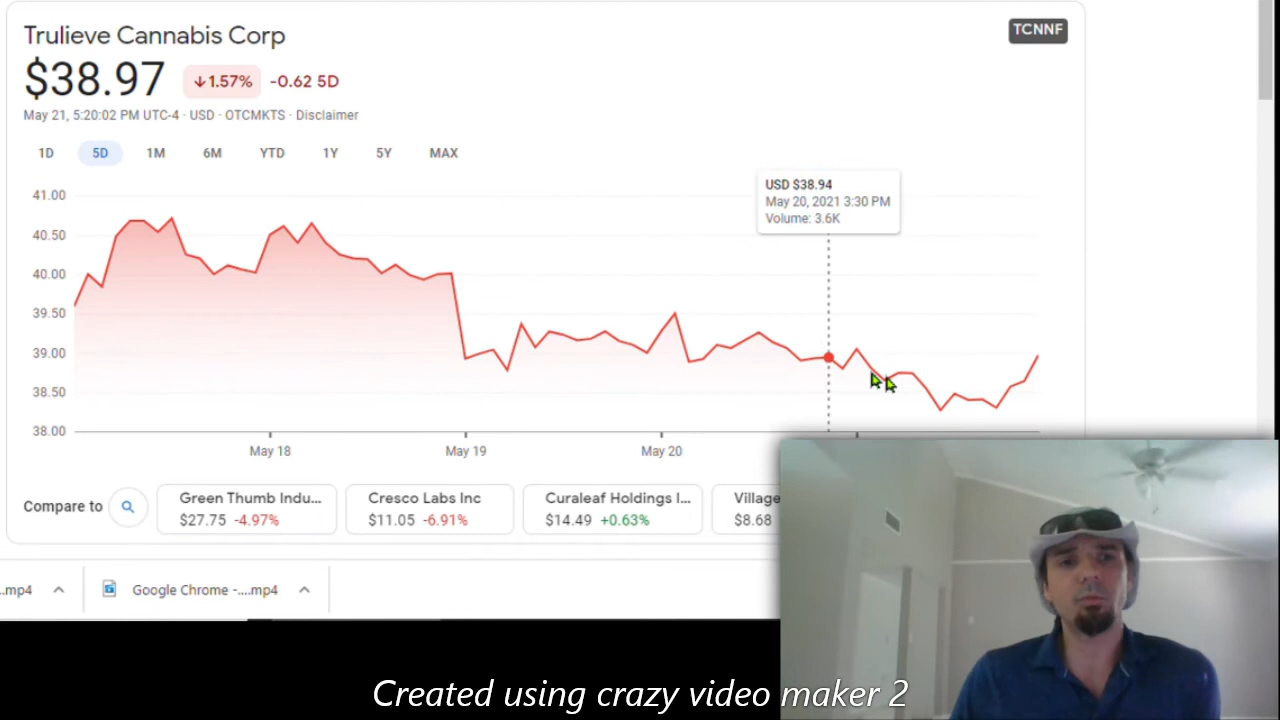 Trulieve Cannabis Corp
TCNNF
$38.97 ↓1.57% -0.62 5D
May 21, 5:20:02 PM UTC-4 · USD · OTCMKTS · Disclaimer
1D 5D 1M 6M YTD 1Y 5Y MAX
41.00
40.50
40.00
39.50
39.00
38.50
38.00
USD $38.94
May 20, 2021 3:30 PM
Volume: 3.6K
May 18 May 19 May 20
Compare to
Green Thumb Indu...
$27.75 -4.97%
Cresco Labs Inc
$11.05 -6.91%
Curaleaf Holdings I...
$14.49 +0.63%
Village
$8.68
..mp4
Google Chrome -....mp4
Created using crazy video maker 2